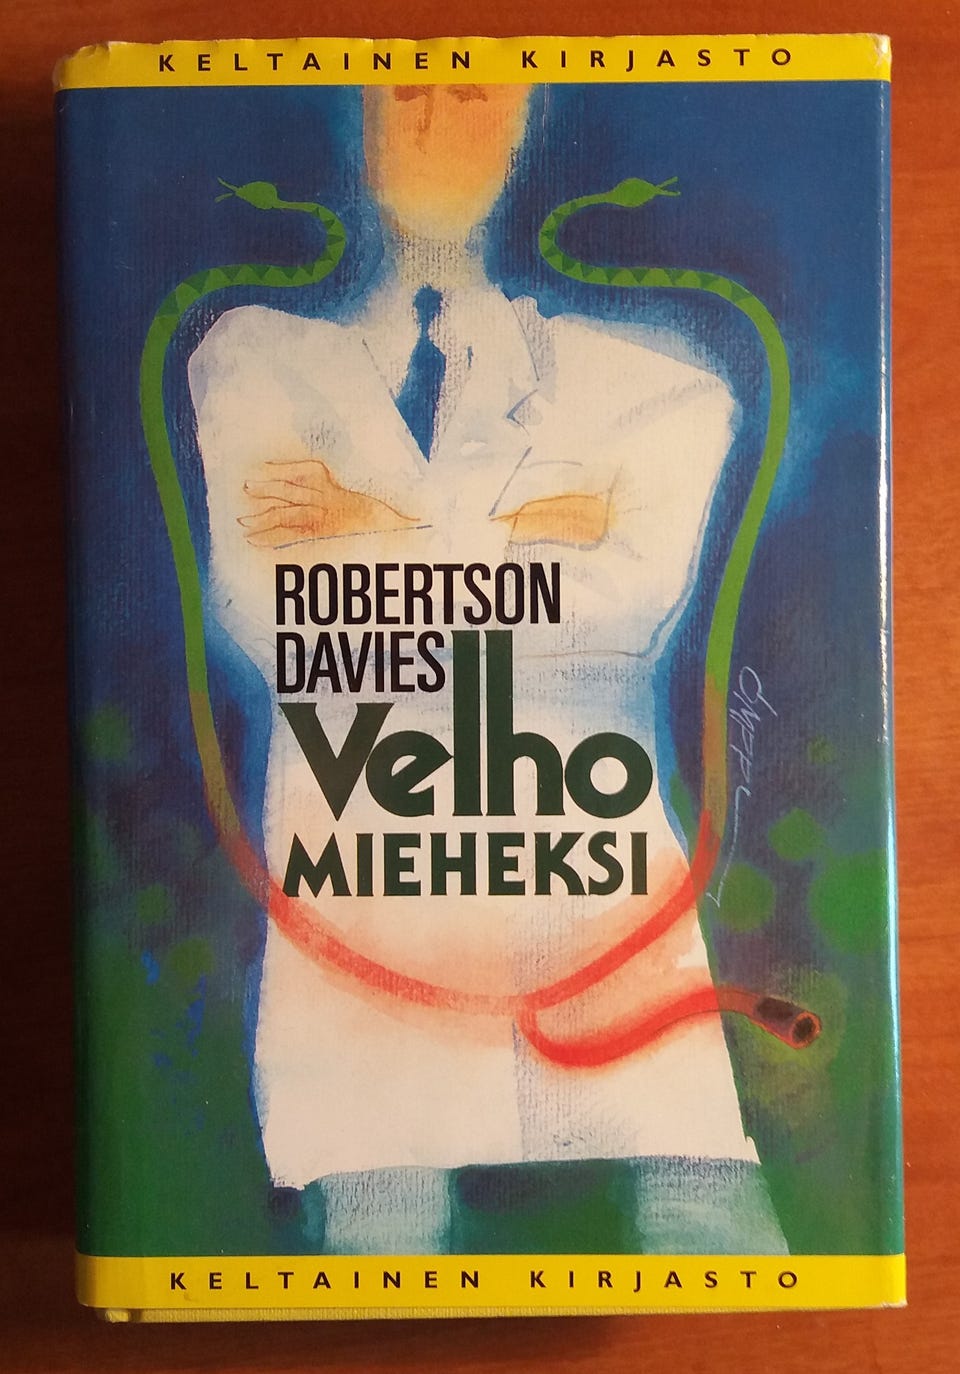 KELTAINEN KIRJASTO
ROBERTSON
DAVIES
Velho
MIEHEKSI
KELTAINEN KIRJASTO